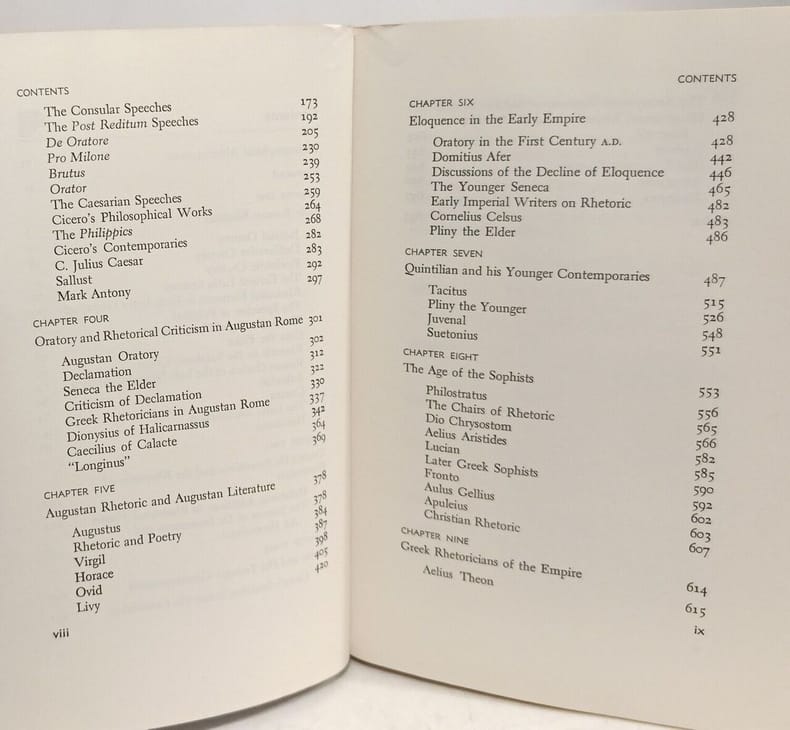 CONTENTS
The Consular Speeches 173
The Post Reditum Speeches 192
De Oratore 205
Pro Milone 230
Brutus 239
Orator 253
The Caesarian Speeches 259
Cicero's Philosophical Works 264
The Philippics 268
Cicero's Contemporaries 282
C. Julius Caesar 283
Sallust 292
Mark Antony 297
CHAPTER FOUR
Oratory and Rhetorical Criticism in Augustan Rome 301
Augustan Oratory 302
Declamation 312
Seneca the Elder 322
Criticism of Declamation 330
Greek Rhetoricians in Augustan Rome 337
Dionysius of Halicarnassus 342
Caecilius of Calacte 364
"Longinus" 369
CHAPTER FIVE
Augustan Rhetoric and Augustan Literature 378
Augustus 378
Rhetoric and Poetry 384
Virgil 387
Horace 398
Ovid 405
Livy 420
viii
CONTENTS
CHAPTER SIX
Eloquence in the Early Empire 428
Oratory in the First Century A.D. 428
Domitius Afer 442
Discussions of the Decline of Eloquence 446
The Younger Seneca 465
Early Imperial Writers on Rhetoric 482
Cornelius Celsus 483
Pliny the Elder 486
CHAPTER SEVEN
Quintilian and his Younger Contemporaries 487
Tacitus 515
Pliny the Younger 526
Juvenal 548
Suetonius 551
CHAPTER EIGHT
The Age of the Sophists 553
Philostratus 556
The Chairs of Rhetoric 565
Dio Chrysostom 566
Aelius Aristides 582
Lucian 585
Later Greek Sophists 590
Fronto 592
Aulus Gellius 602
Apuleius 603
Christian Rhetoric 607
CHAPTER NINE
Greek Rhetoricians of the Empire 614
Aelius Theon 615
ix